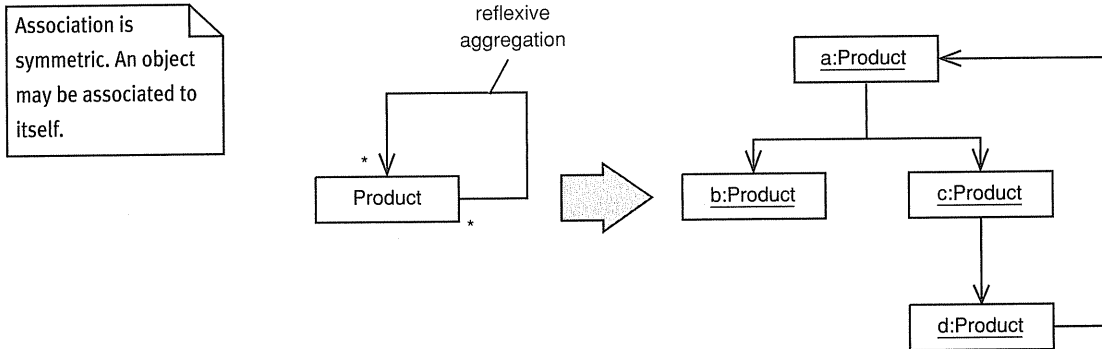 Association is
symmetric. An object
may be associated to
itself.
reflexive
aggregation
*
Product
*
a:Product
b:Product
c:Product
d:Product